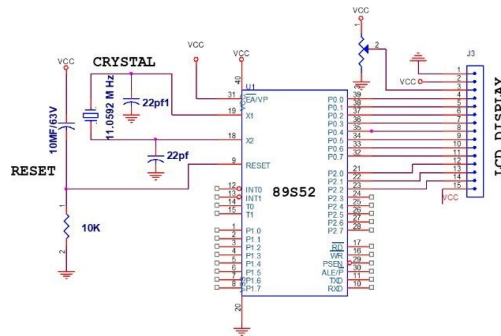 VCC
1
VCC
CRYSTAL
VCC
VCC
2
J3
40
U1
VCC
1
2
3
4
5
6
7
8
9
10
11
12
13
14
15
VCC
LCD DISPLAY
10MF/63V
11.0592 M Hz
22pf1
22pf
RESET
10K
2
31
19
18
9
12
13
14
15
1
2
3
4
5
6
7
8
EA/VP
X1
X2
RESET
INT0
INT1
T0
T1
P1.0
P1.1
P1.2
P1.3
P1.4
P1.5
P1.6
P1.7
89S52
P0.0
P0.1
P0.2
P0.3
P0.4
P0.5
P0.6
P0.7
P2.0
P2.1
P2.2
P2.3
P2.4
P2.5
P2.6
P2.7
RD
WR
PSEN
ALE/P
TXD
RXD
39
38
37
36
35
34
33
32
21
22
23
24
25
26
27
28
17
16
29
30
11
10
20